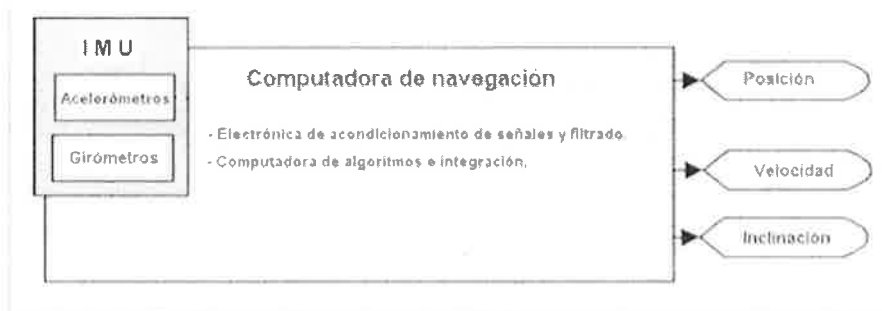 IMU
Acelerómetros
Girómetros
Computadora de navegación
- Electrónica de acondicionamiento de señales y filtrado.
- Computadora de algoritmos e integración.
Posición
Velocidad
Inclinación